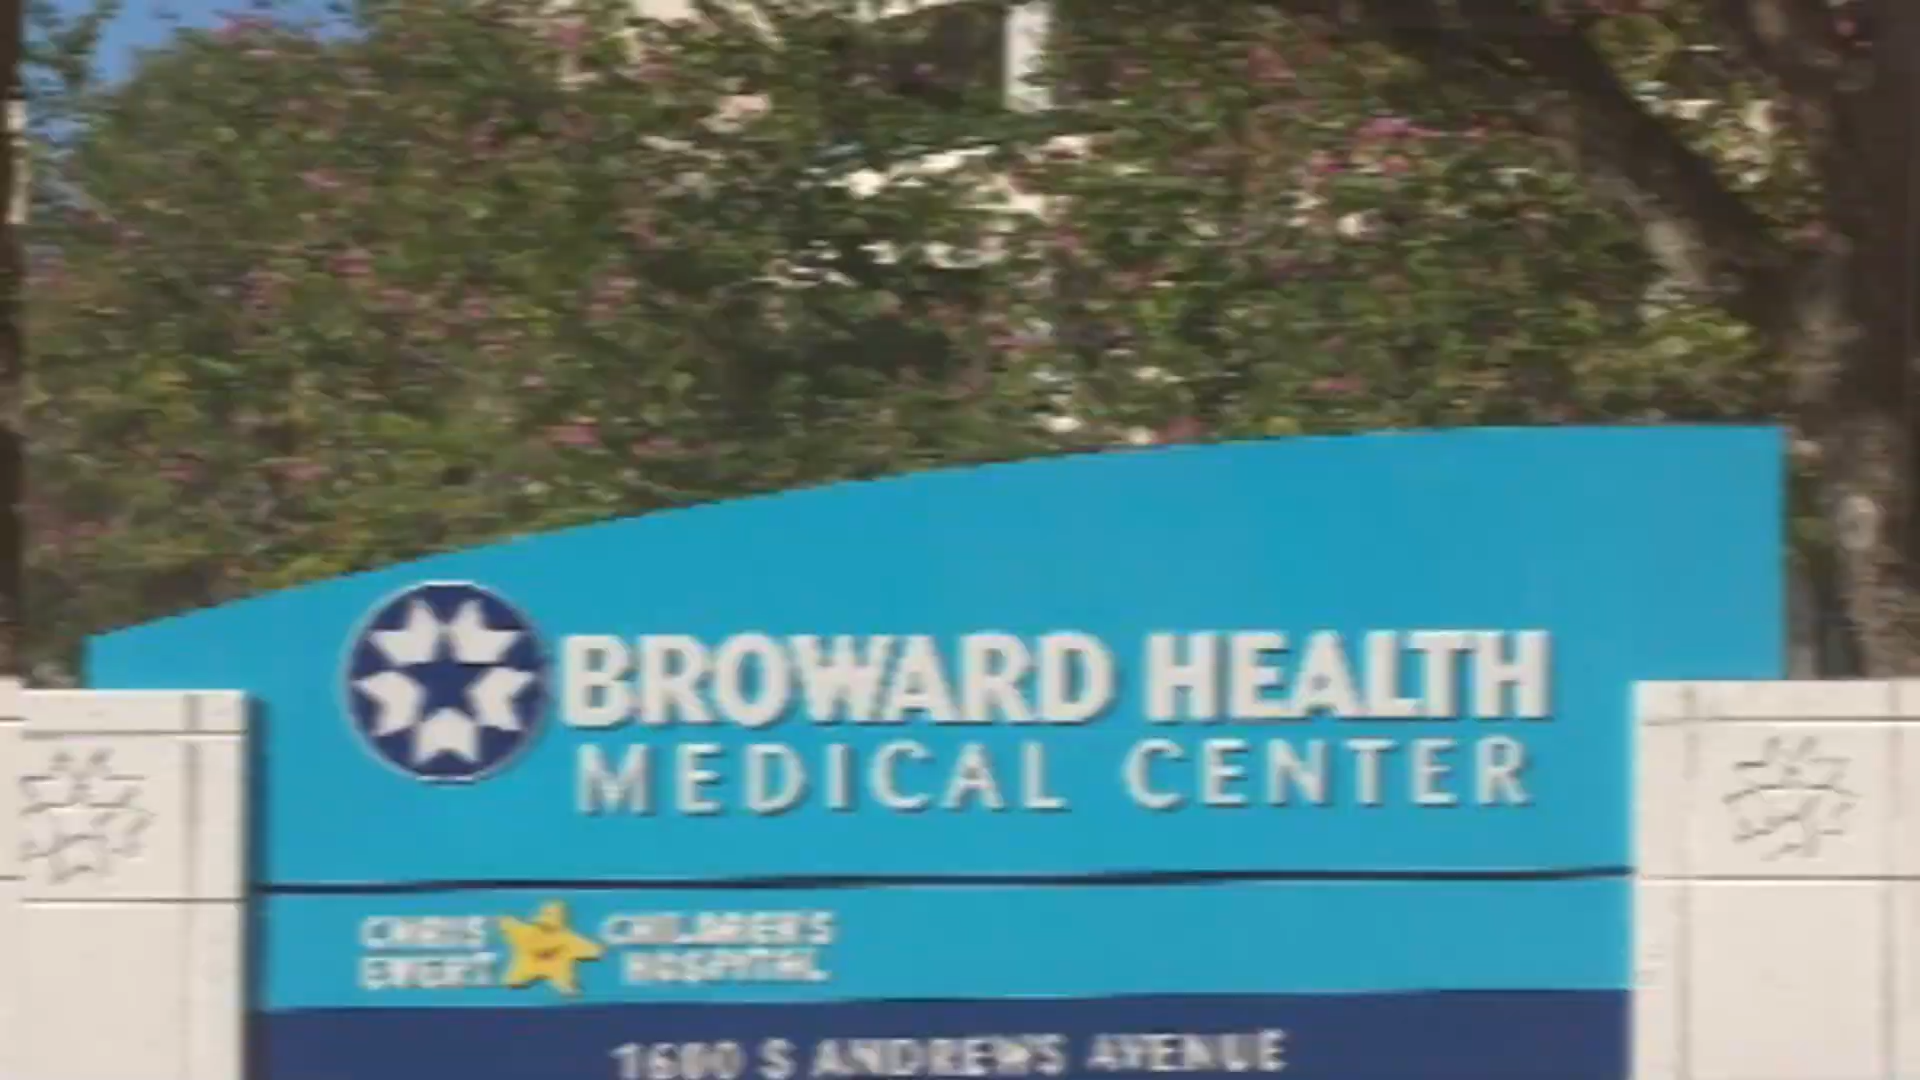 BROWARD HEALTH
MEDICAL CENTER
CHRIS EVERT CHILDREN'S HOSPITAL
1600 S ANDREWS AVENUE